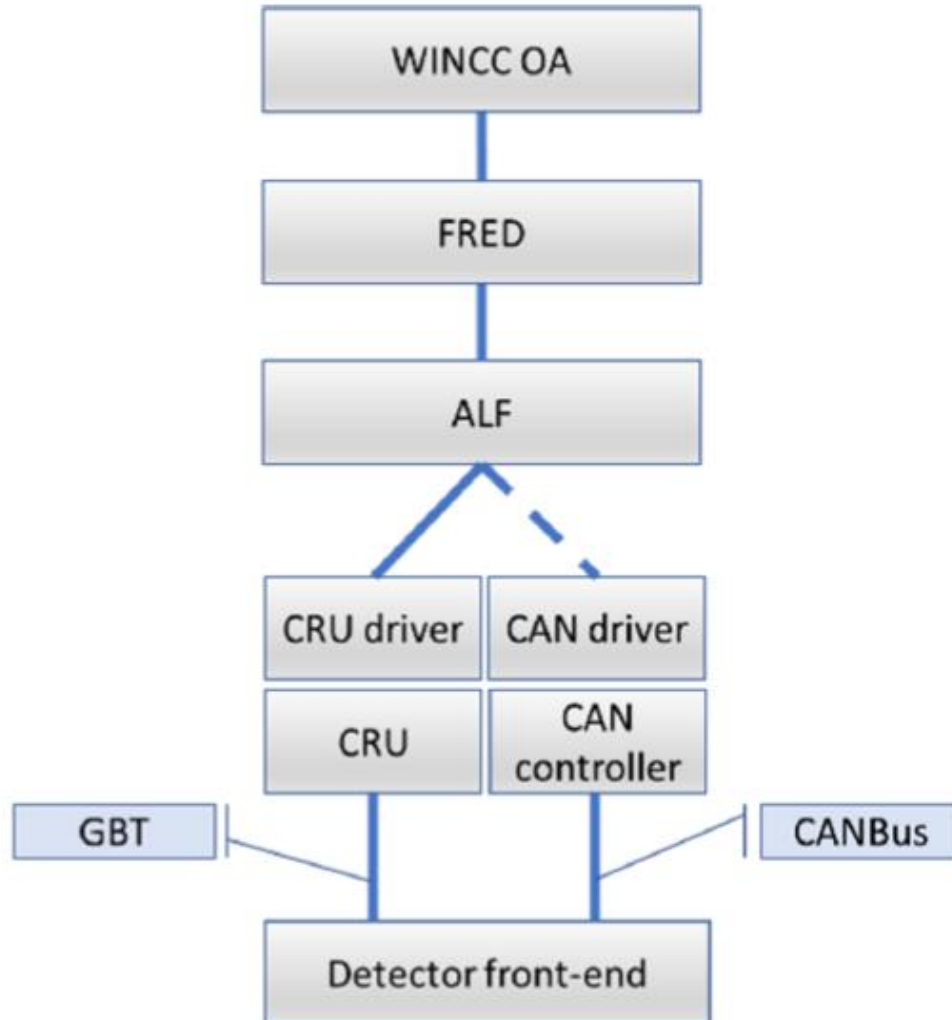 WINCC OA
FRED
ALF
CRU driver
CAN driver
CRU
CAN
controller
GBT
CANBus
Detector front-end